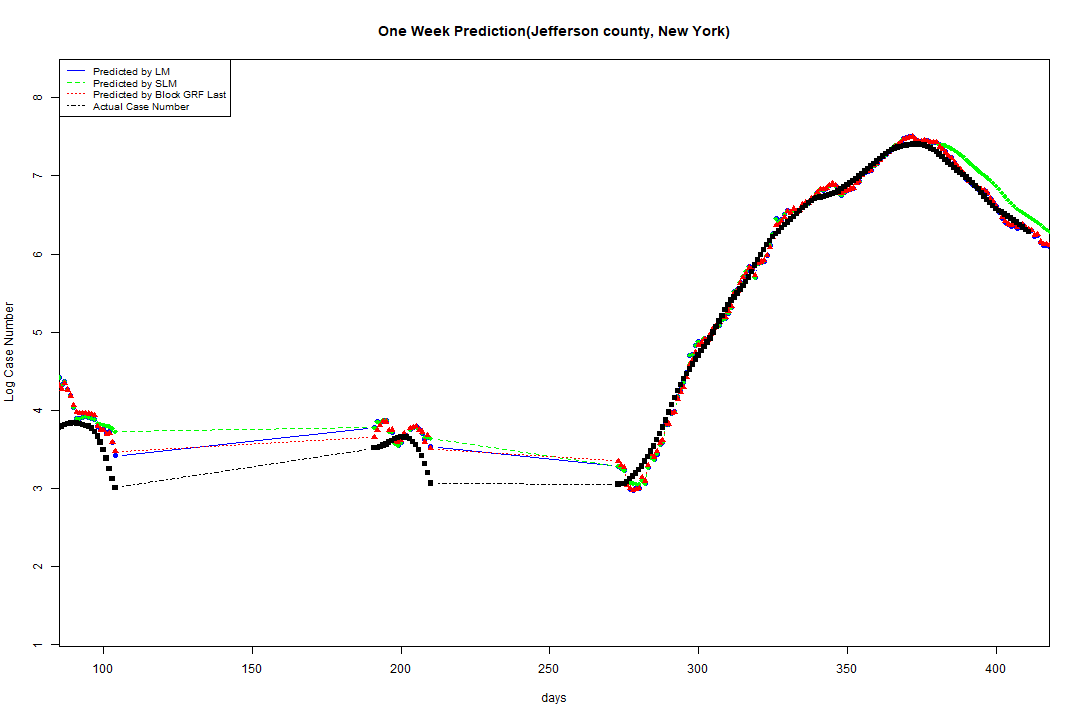 One Week Prediction(Jefferson county, New York)
Predicted by LM
Predicted by SLM
Predicted by Block GRF Last
Actual Case Number
8
7
6
5
4
3
2
1
Log Case Number
100 150 200 250 300 350 400
days